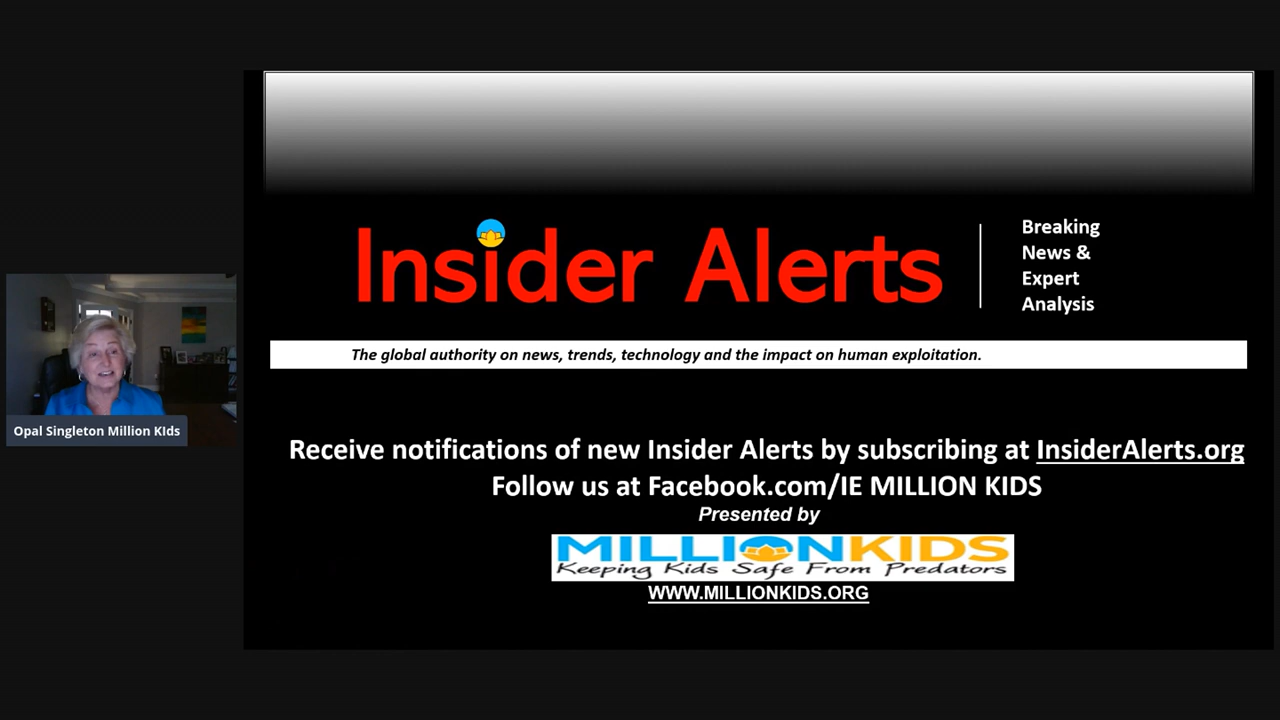 Insider Alerts
Breaking
News &
Expert
Analysis
The global authority on news, trends, technology and the impact on human exploitation.
Opal Singleton Million KIds
Receive notifications of new Insider Alerts by subscribing at InsiderAlerts.org
Follow us at Facebook.com/IE MILLION KIDS
Presented by
MILLIONKIDS
Keeping Kids Safe From Predators
WWW.MILLIONKIDS.ORG